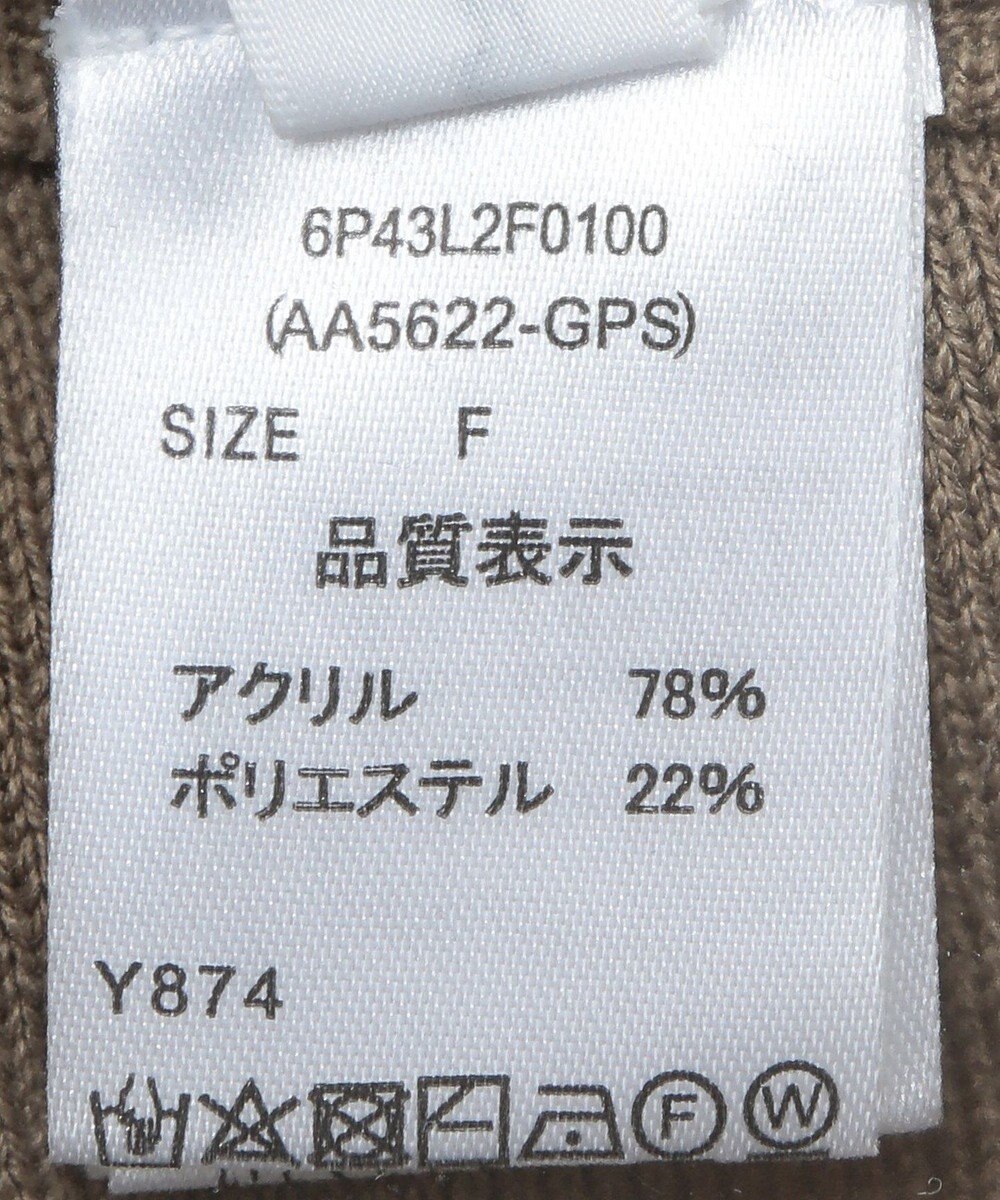 6P43L2F0100
(AA5622-GPS)
SIZE F
品質表示
アクリル 78%
ポリエステル 22%
Y874
F W